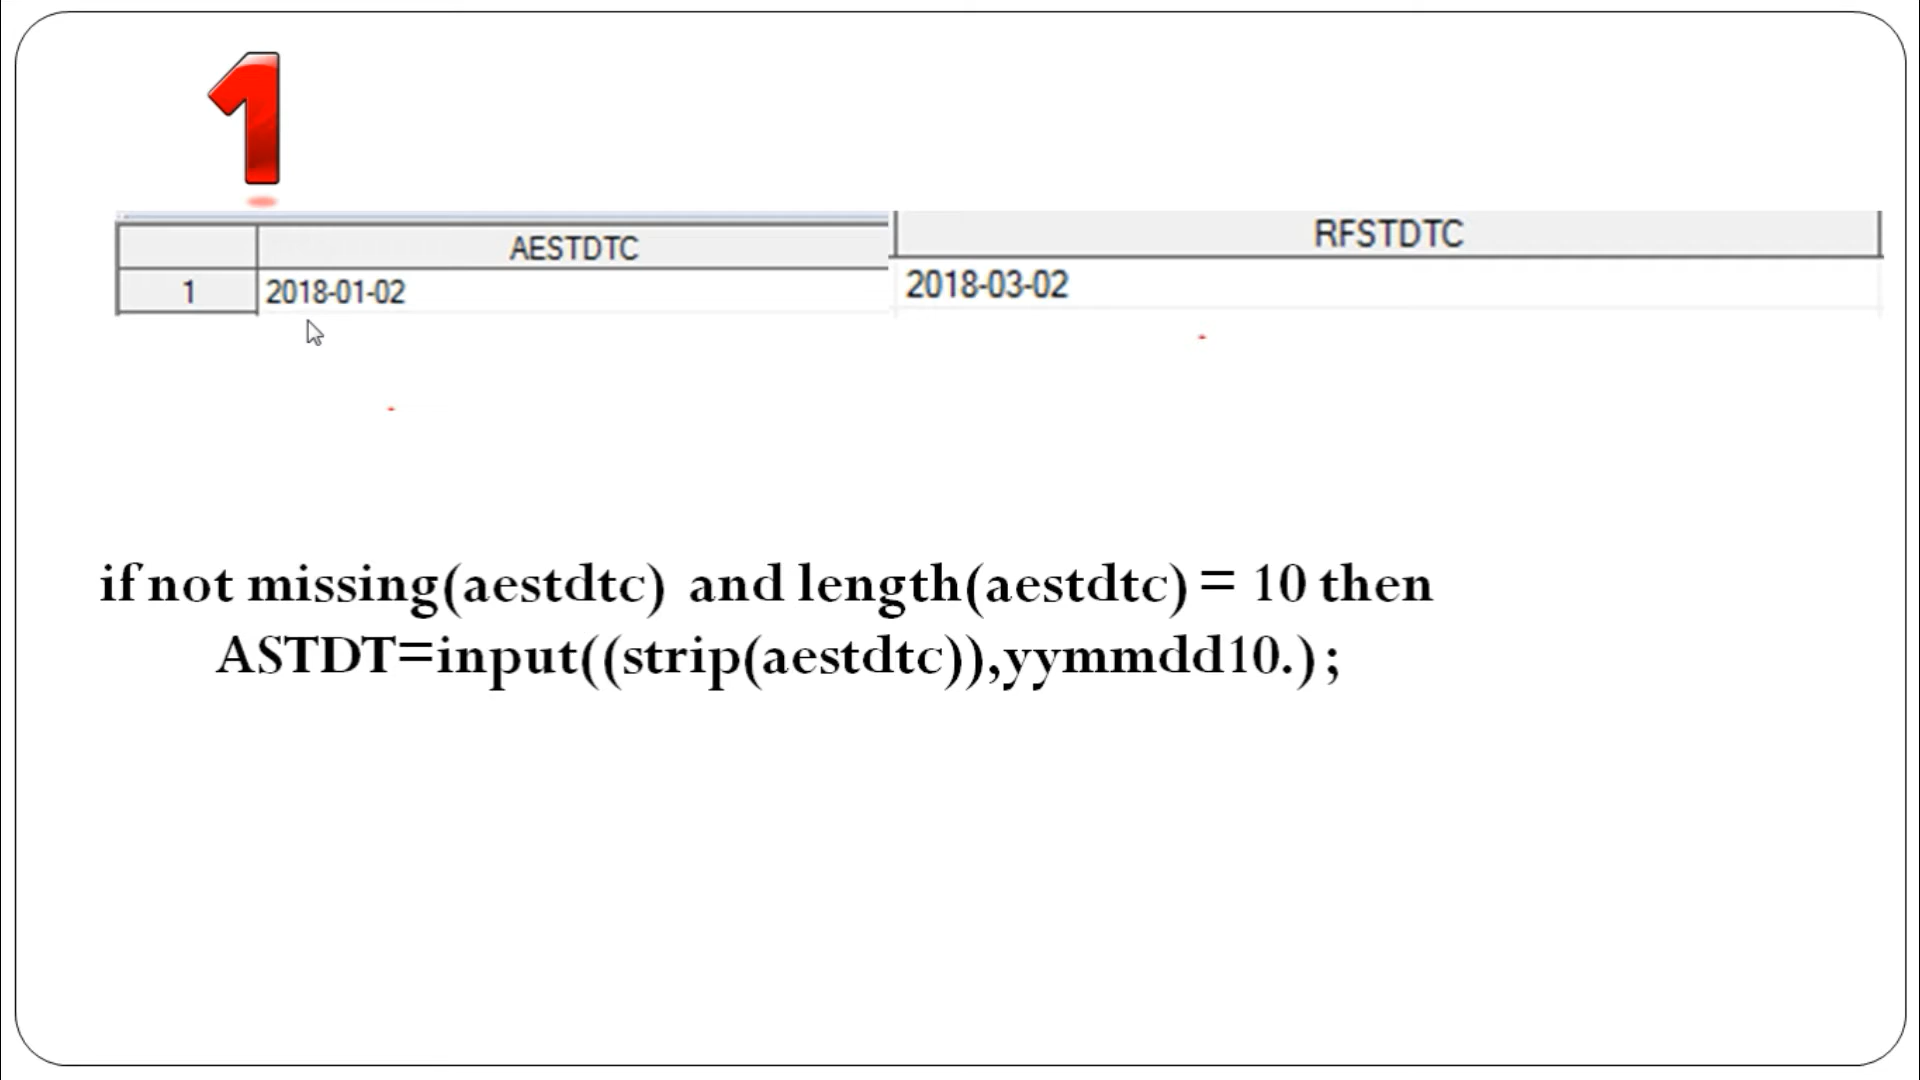 1
AESTDTC RFSTDTC
1 2018-01-02 2018-03-02
if not missing(aestdtc) and length(aestdtc) = 10 then
ASTDT=input((strip(aestdtc)),yymmdd10.);